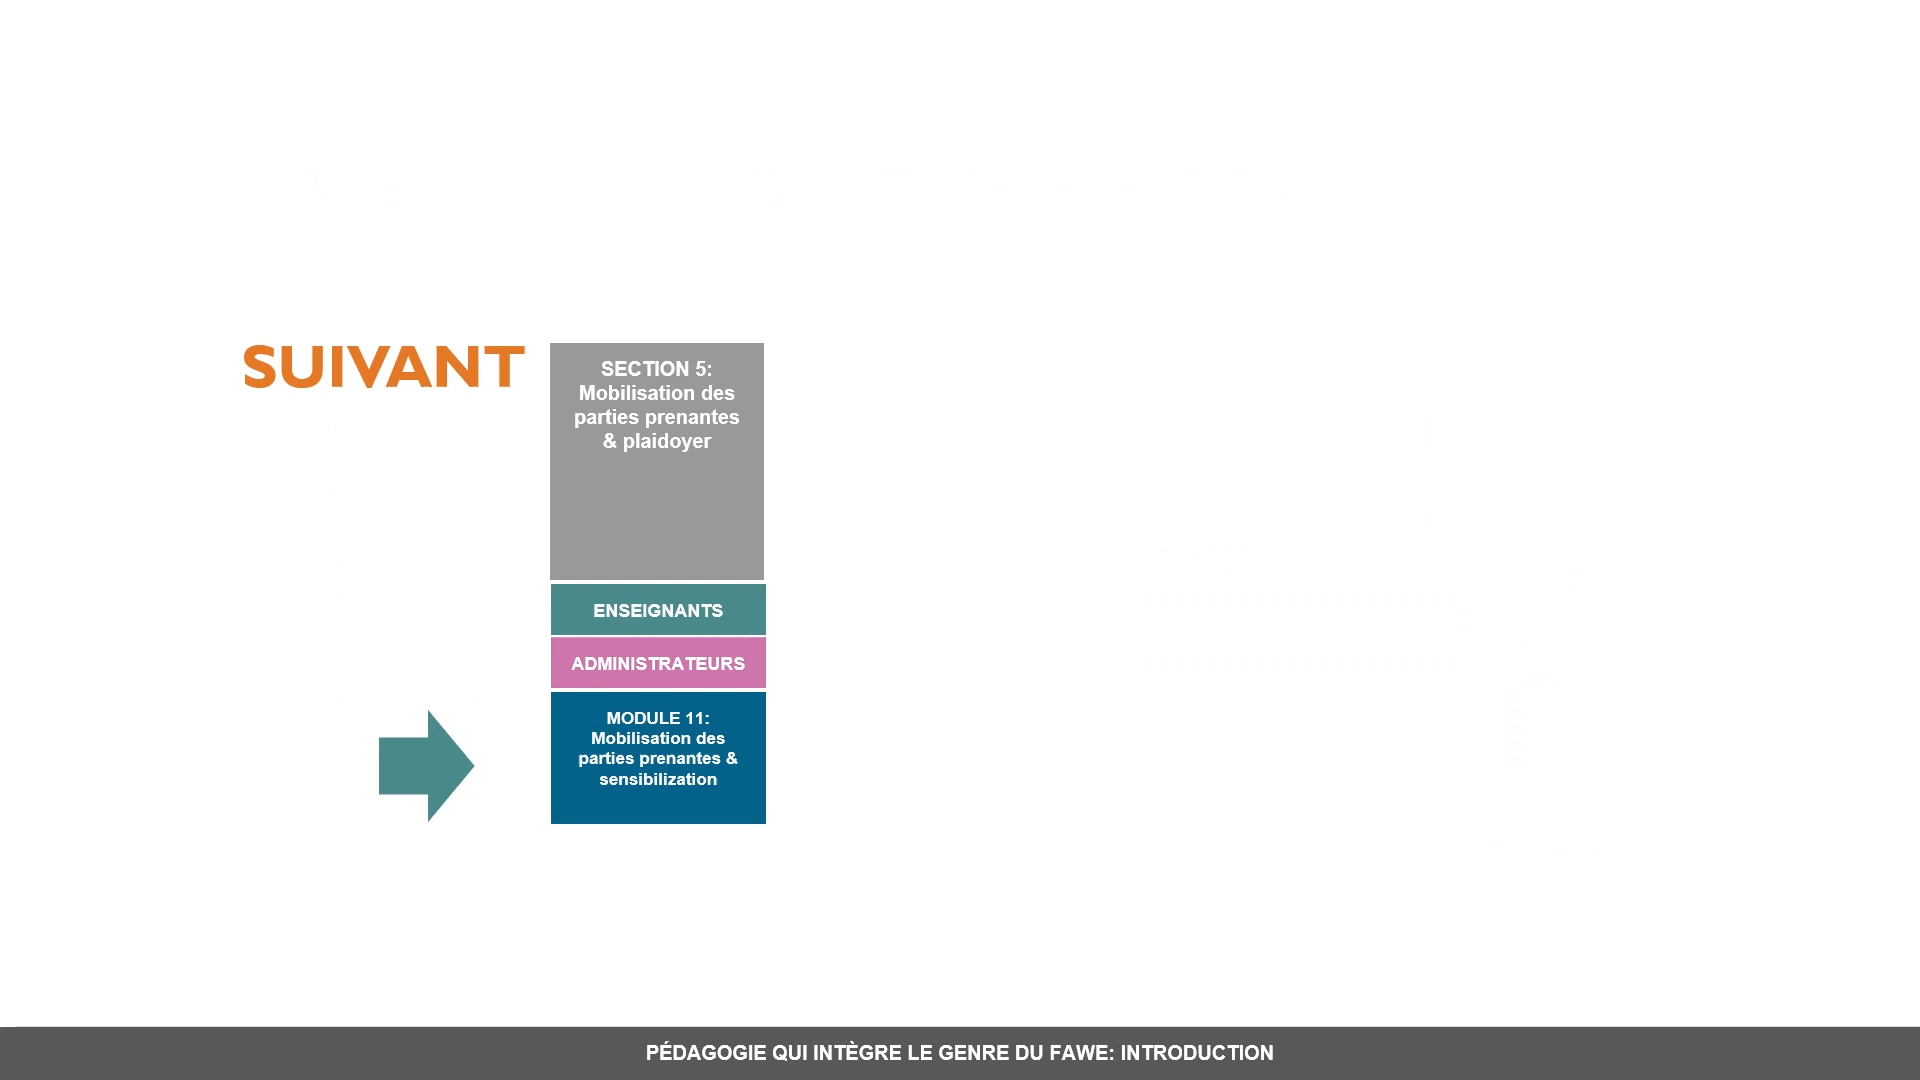 SUIVANT
SECTION 5:
Mobilisation des
parties prenantes
& plaidoyer
ENSEIGNANTS
ADMINISTRATEURS
MODULE 11:
Mobilisation des
parties prenantes &
sensibilization
PÉDAGOGIE QUI INTÈGRE LE GENRE DU FAWE: INTRODUCTION